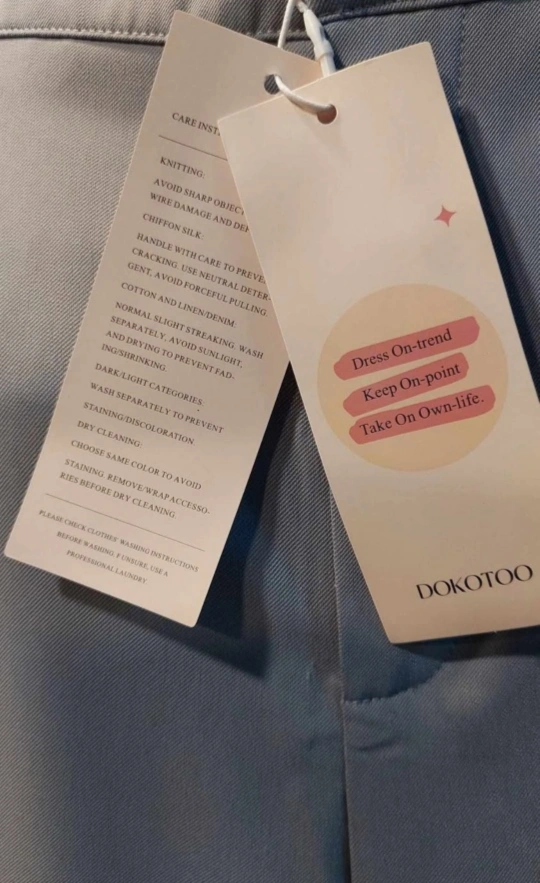 CARE INST
KNITTING:
AVOID SHARP OBJEC
WIRE DAMAGE AND DE
CHIFFON SILK:
HANDLE WITH CARE TO PREVE
CRACKING. USE NEUTRAL DETER
GENT, AVOID FORCEFUL PULLING
COTTON AND LINEN/DENIM:
NORMAL SLIGHT STREAKING. WASH
SEPARATELY, AVOID SUNLIGHT,
AND DRYING TO PREVENT FAD-
ING/SHRINKING.
DARK/LIGHT CATEGORIES:
WASH SEPARATELY TO PREVENT
STAINING/DISCOLORATION
DRY CLEANING:
CHOOSE SAME COLOR TO AVOID
STAINING REMOVE/WRAP ACCESSO-
RIES BEFORE DRY CLEANING
PLEASE CHECK CLOTHES WASHING INSTRUCTIONS
BEFORE WASHING. F UNSURE, USE A
PROFESSIONAL LAUNDRY
Dress On-trend
Keep On-point
Take On Own-life.
DOKOTOO